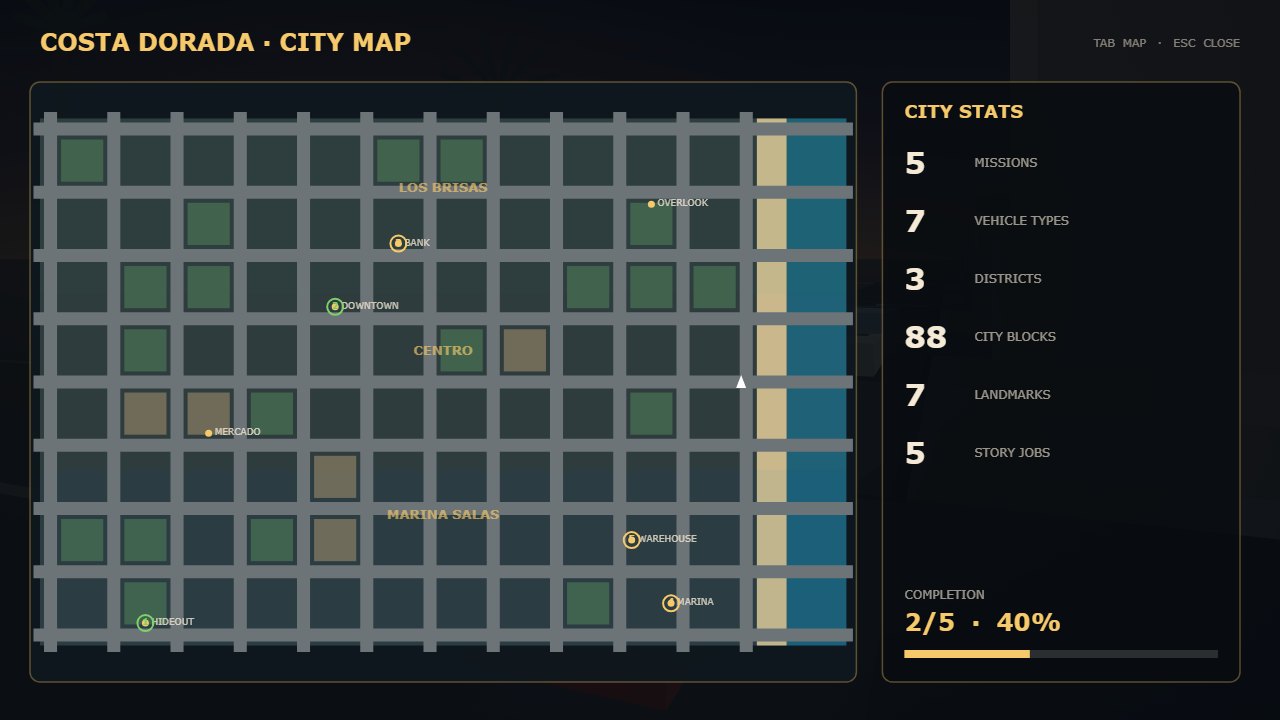 COSTA DORADA · CITY MAP
TAB MAP · ESC CLOSE
LOS BRISAS
OVERLOOK
BANK
DOWNTOWN
CENTRO
MERCADO
MARINA SALAS
WAREHOUSE
MARINA
HIDEOUT
CITY STATS
5 MISSIONS
7 VEHICLE TYPES
3 DISTRICTS
88 CITY BLOCKS
7 LANDMARKS
5 STORY JOBS
COMPLETION
2/5 · 40%